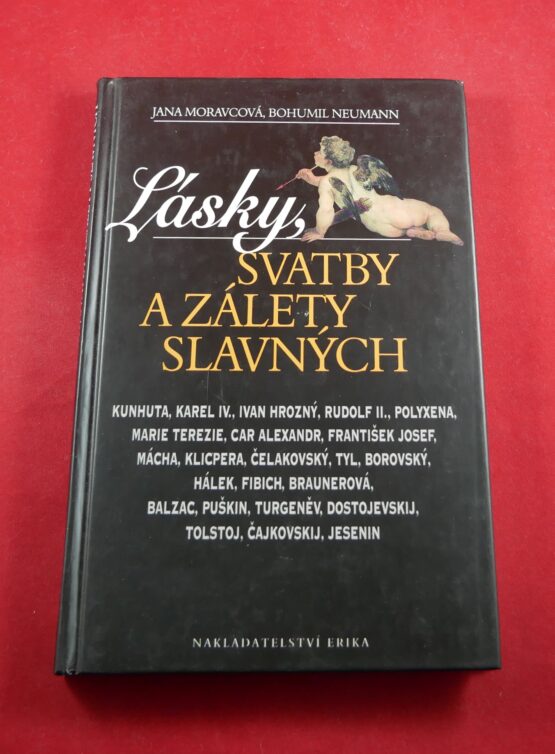 JANA MORAVCOVÁ, BOHUMIL NEUMANN
Lásky,
SVATBY
A ZÁLETY
SLAVNÝCH
KUNHUTA, KAREL IV., IVAN HROZNÝ, RUDOLF II., POLYXENA,
MARIE TEREZIE, CAR ALEXANDR, FRANTIŠEK JOSEF,
MÁCHA, KLICPERA, ČELAKOVSKÝ, TYL, BOROVSKÝ,
HÁLEK, FIBICH, BRAUNEROVÁ,
BALZAC, PUŠKIN, TURGENĚV, DOSTOJEVSKIJ,
TOLSTOJ, ČAJKOVSKIJ, JESENIN
NAKLADATELSTVÍ ERIKA